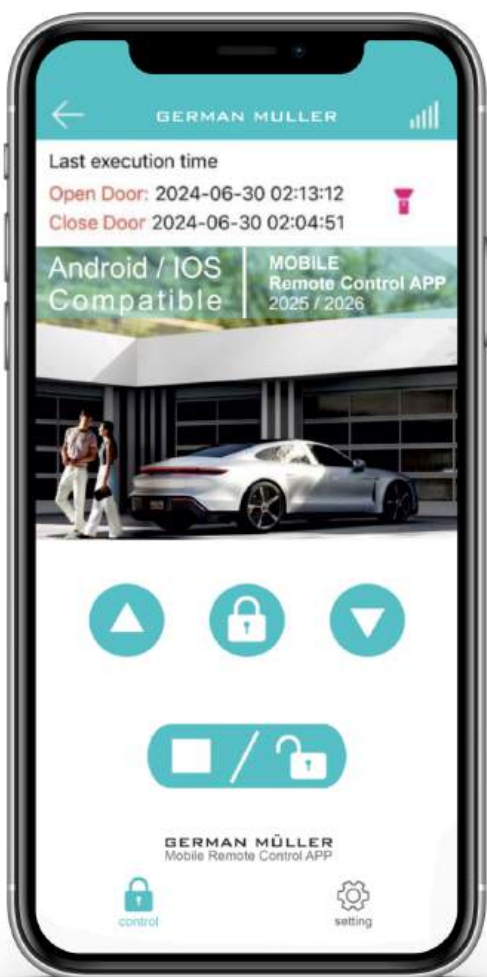 GERMAN MULLER
Last execution time
Open Door: 2024-06-30 02:13:12
Close Door 2024-06-30 02:04:51
Android / IOS
Compatible
MOBILE
Remote Control APP
2025 / 2026
GERMAN MÜLLER
Mobile Remote Control APP
control
setting